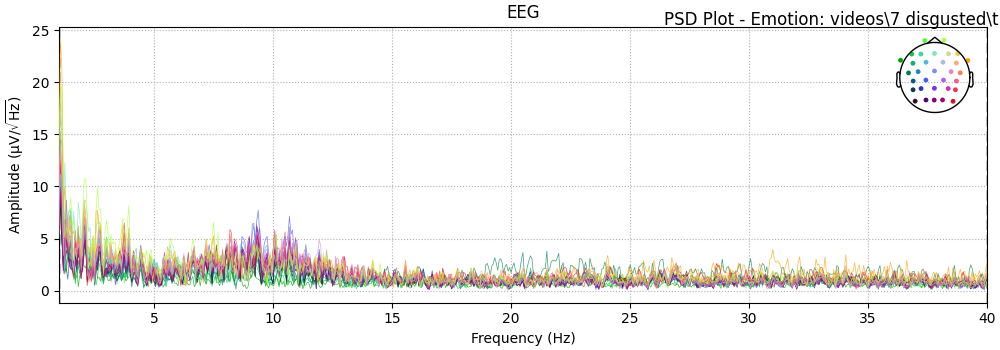 EEG
PSD Plot - Emotion: videos\7 disgusted\t
Amplitude (µV/√Hz)
25
20
15
10
5
0
5 10 15 20 25 30 35 40
Frequency (Hz)